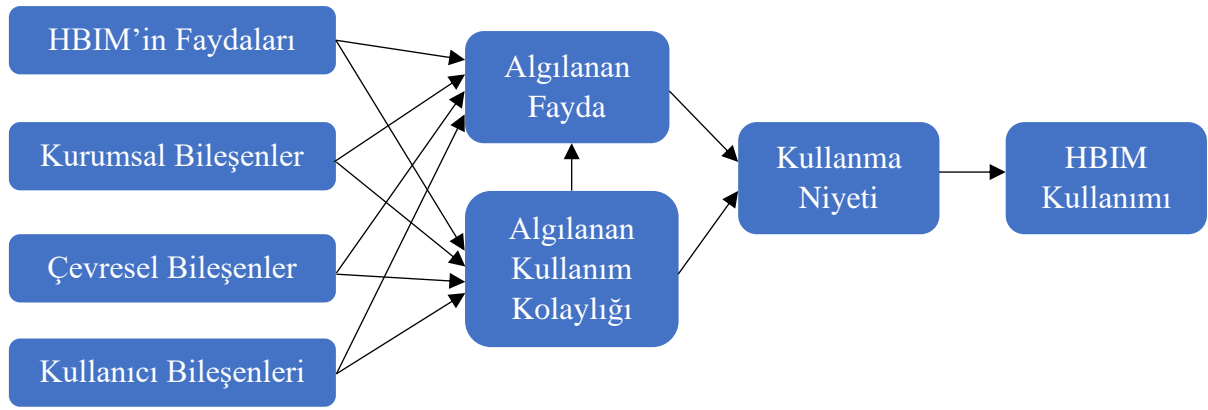 HBIM’in Faydaları
Kurumsal Bileşenler
Çevresel Bileşenler
Kullanıcı Bileşenleri
Algılanan
Fayda
Algılanan
Kullanım
Kolaylığı
Kullanma
Niyeti
HBIM
Kullanımı